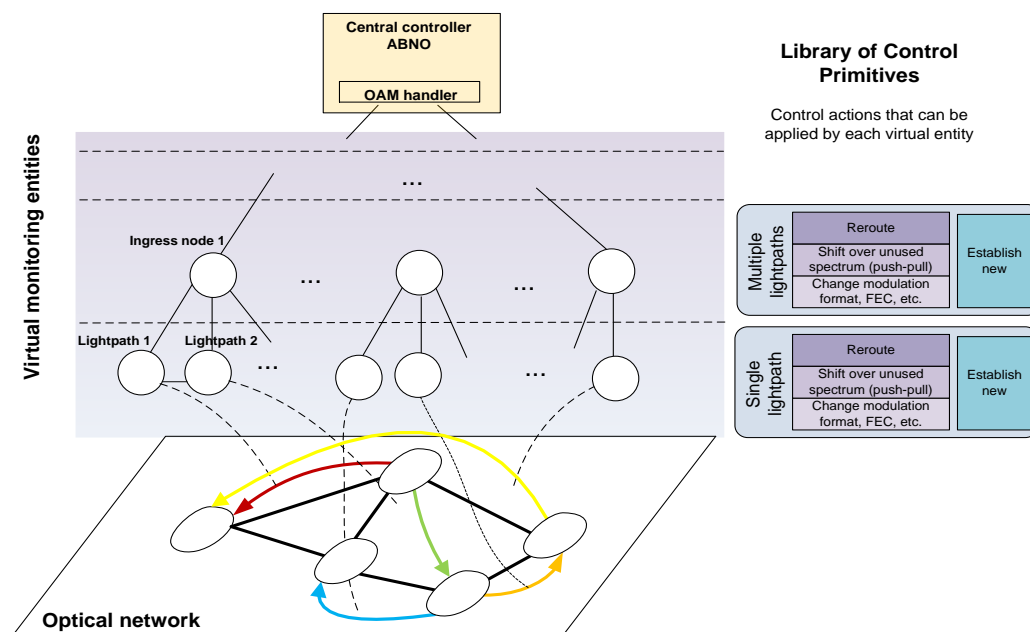 Central controller
ABNO
OAM handler
Library of Control
Primitives
Control actions that can be
applied by each virtual entity
Virtual monitoring entities
...
Ingress node 1
...
...
Lightpath 1
Lightpath 2
...
...
Multiple
lightpaths
Reroute
Shift over unused
spectrum (push-pull)
Change modulation
format, FEC, etc.
Establish
new
Single
lightpath
Reroute
Shift over unused
spectrum (push-pull)
Change modulation
format, FEC, etc.
Establish
new
Optical network